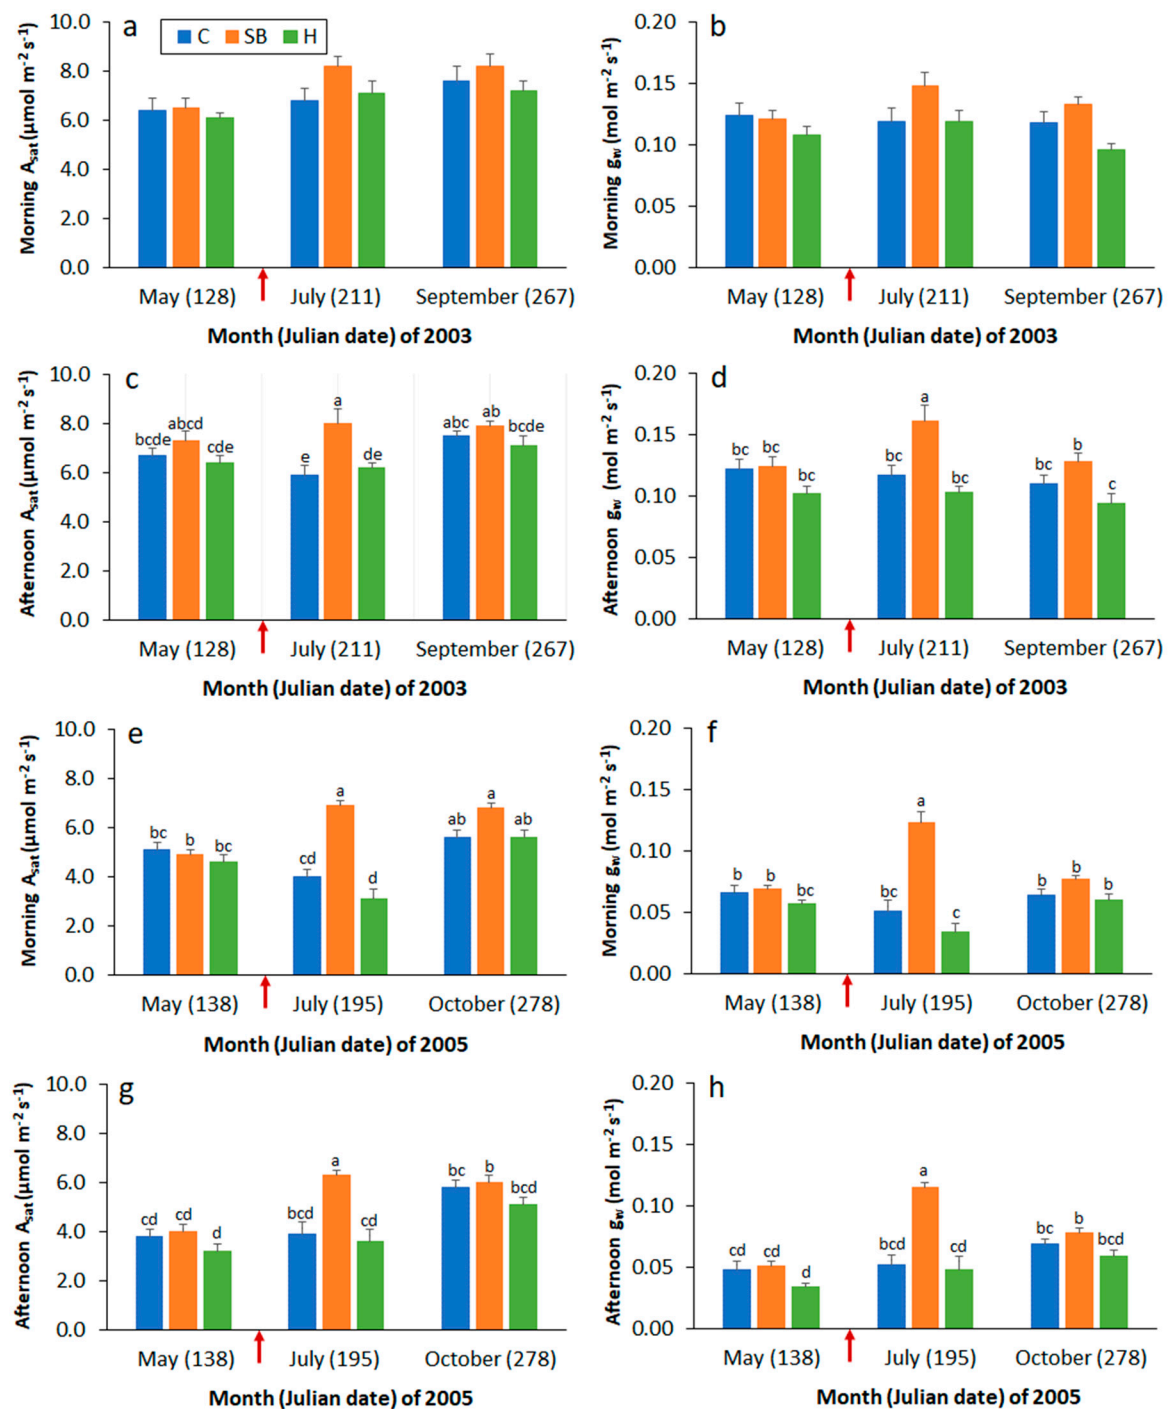 a
C SB H
Morning A_sat (µmol m⁻² s⁻¹)
10.0
8.0
6.0
4.0
2.0
0.0
May (128) July (211) September (267)
Month (Julian date) of 2003
b
Morning g_w (mol m⁻² s⁻¹)
0.20
0.15
0.10
0.05
0.00
May (128) July (211) September (267)
Month (Julian date) of 2003
c
Afternoon A_sat (µmol m⁻² s⁻¹)
10.0
8.0
6.0
4.0
2.0
0.0
bcde abcd cde e a de abc ab bcde
May (128) July (211) September (267)
Month (Julian date) of 2003
d
Afternoon g_w (mol m⁻² s⁻¹)
0.20
0.15
0.10
0.05
0.00
bc bc bc bc a bc bc b c
May (128) July (211) September (267)
Month (Julian date) of 2003
e
Morning A_sat (µmol m⁻² s⁻¹)
10.0
8.0
6.0
4.0
2.0
0.0
bc b bc cd a d ab a ab
May (138) July (195) October (278)
Month (Julian date) of 2005
f
Morning g_w (mol m⁻² s⁻¹)
0.20
0.15
0.10
0.05
0.00
b b bc bc a c b b b
May (138) July (195) October (278)
Month (Julian date) of 2005
g
Afternoon A_sat (µmol m⁻² s⁻¹)
10.0
8.0
6.0
4.0
2.0
0.0
cd cd d bcd a cd bc b bcd
May (138) July (195) October (278)
Month (Julian date) of 2005
h
Afternoon g_w (mol m⁻² s⁻¹)
0.20
0.15
0.10
0.05
0.00
cd cd d bcd a cd bc b bcd
May (138) July (195) October (278)
Month (Julian date) of 2005